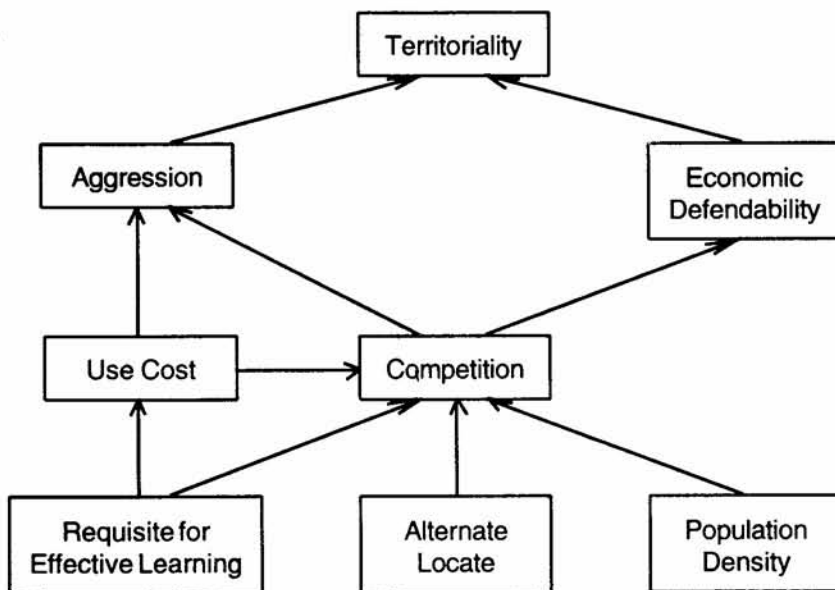 Territoriality
Aggression
Economic
Defendability
Use Cost
Competition
Requisite for
Effective Learning
Alternate
Locate
Population
Density